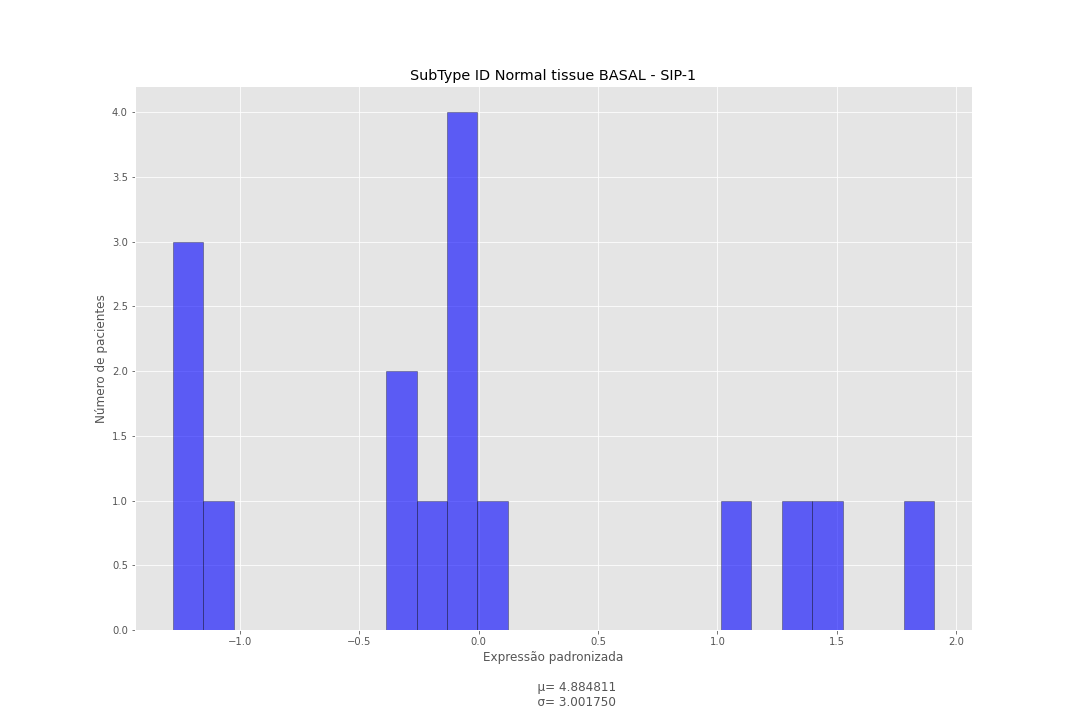 SubType ID Normal tissue BASAL - SIP-1
4.0
3.5
3.0
2.5
2.0
1.5
1.0
0.5
0.0
Número de pacientes
−1.0 −0.5 0.0 0.5 1.0 1.5 2.0
Expressão padronizada
μ= 4.884811
σ= 3.001750